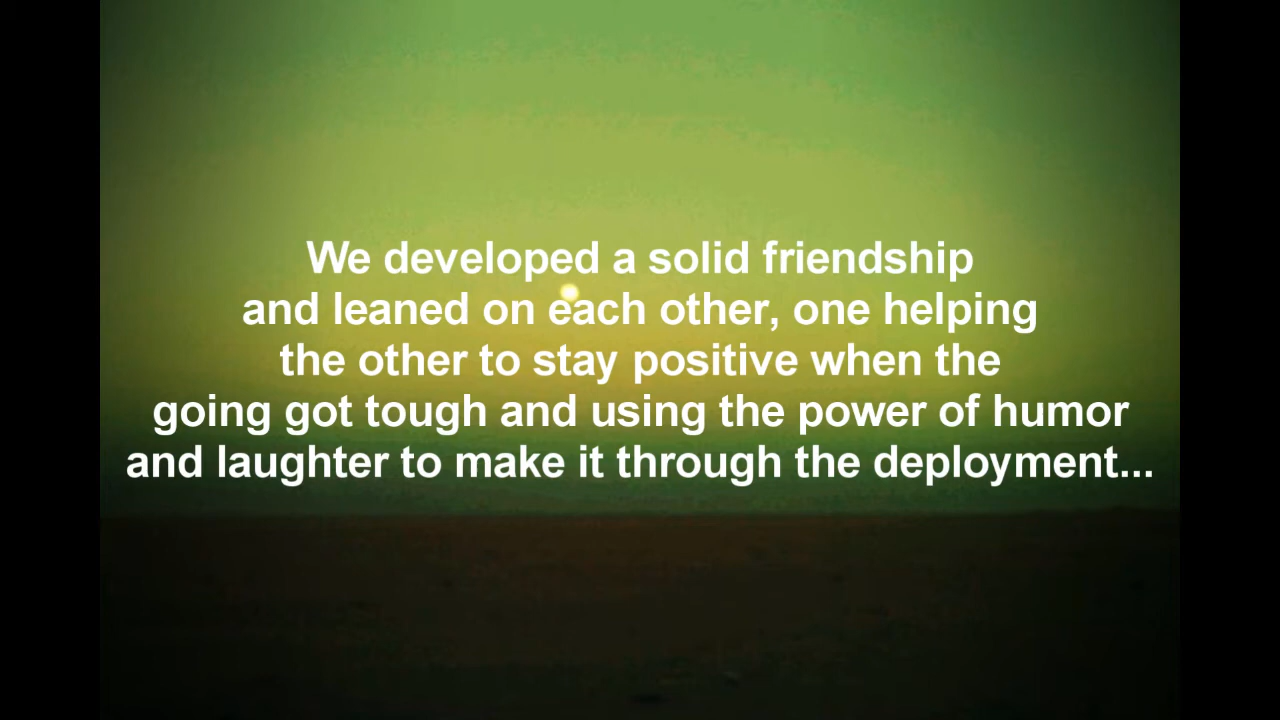 We developed a solid friendship
and leaned on each other, one helping
the other to stay positive when the
going got tough and using the power of humor
and laughter to make it through the deployment...